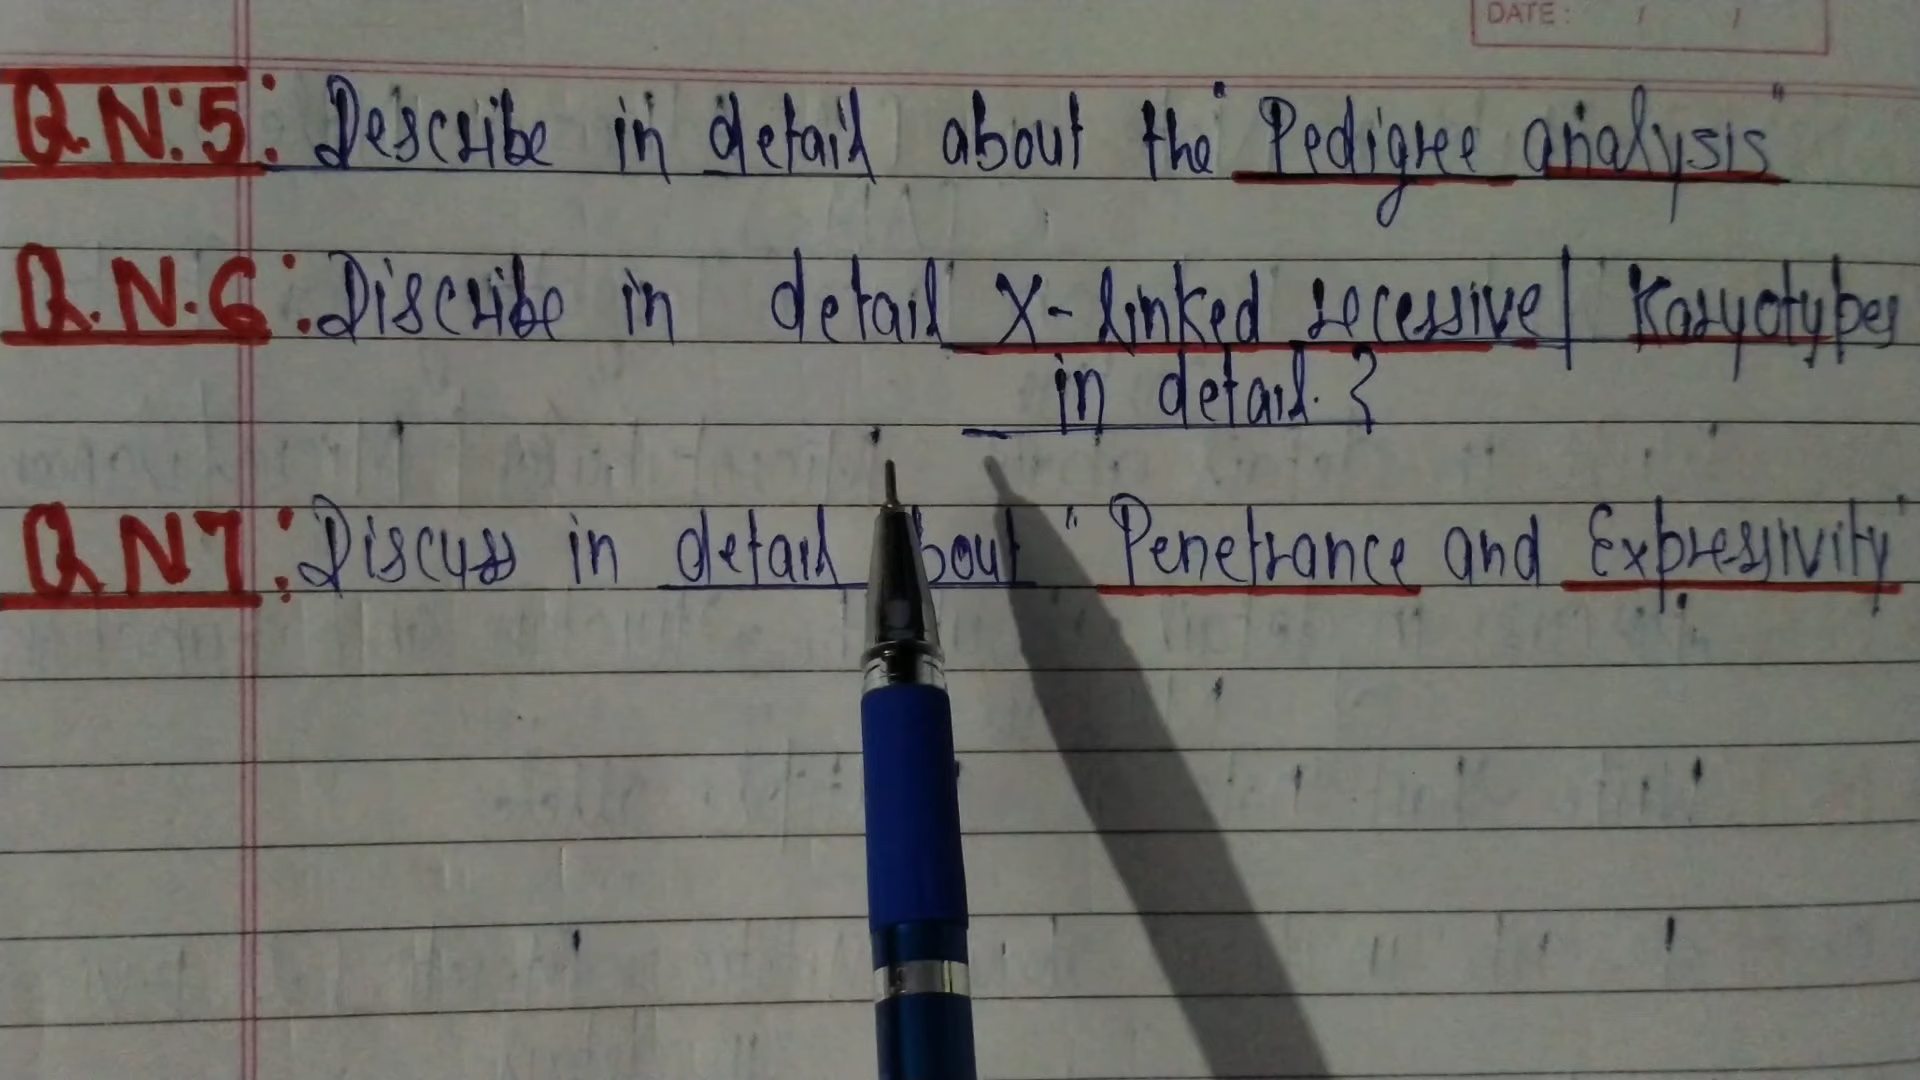 DATE: / /
Q.N:5: Describe in detail about the "Pedigree analysis"
Q.N.6: Discribe in detail X-linked recessive| Karyotypes
in detail.?
Q N 7: Discuss in detail about "Penetrance and Expressivity"